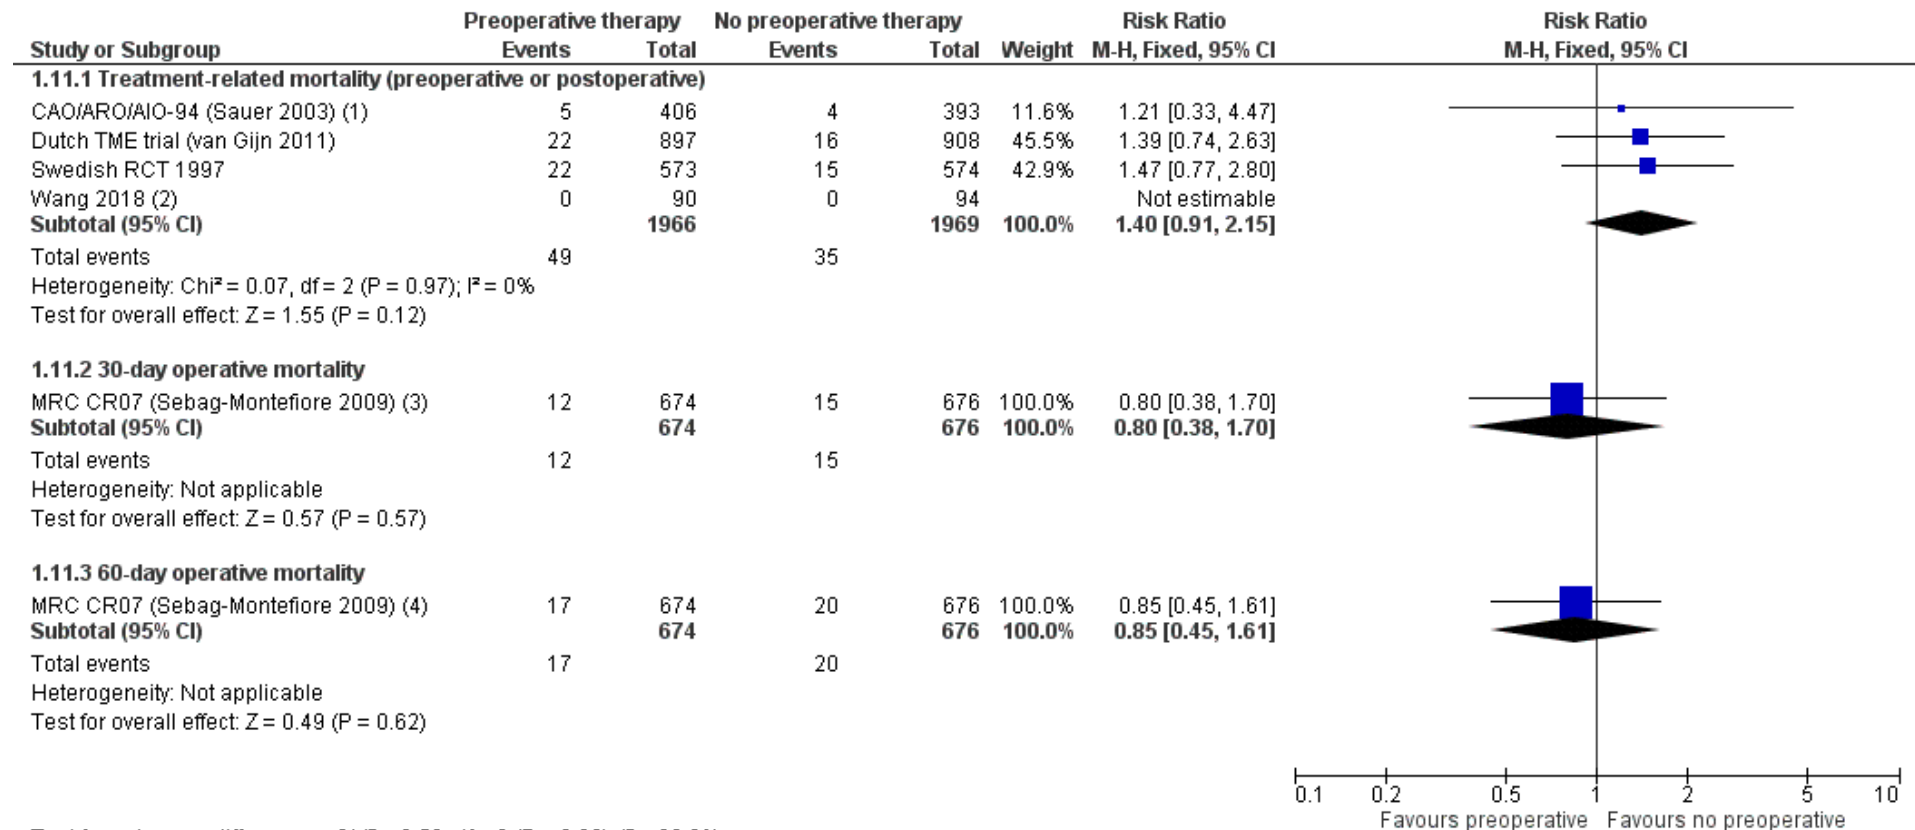 Preoperative therapy No preoperative therapy Risk Ratio Risk Ratio
Study or Subgroup Events Total Events Total Weight M-H, Fixed, 95% CI M-H, Fixed, 95% CI
1.11.1 Treatment-related mortality (preoperative or postoperative)
CAO/ARO/AIO-94 (Sauer 2003) (1) 5 406 4 393 11.6% 1.21 [0.33, 4.47]
Dutch TME trial (van Gijn 2011) 22 897 16 908 45.5% 1.39 [0.74, 2.63]
Swedish RCT 1997 22 573 15 574 42.9% 1.47 [0.77, 2.80]
Wang 2018 (2) 0 90 0 94 Not estimable
Subtotal (95% CI) 1966 1969 100.0% 1.40 [0.91, 2.15]
Total events 49 35
Heterogeneity: Chi² = 0.07, df = 2 (P = 0.97); I² = 0%
Test for overall effect: Z = 1.55 (P = 0.12)
1.11.2 30-day operative mortality
MRC CR07 (Sebag-Montefiore 2009) (3) 12 674 15 676 100.0% 0.80 [0.38, 1.70]
Subtotal (95% CI) 674 676 100.0% 0.80 [0.38, 1.70]
Total events 12 15
Heterogeneity: Not applicable
Test for overall effect: Z = 0.57 (P = 0.57)
1.11.3 60-day operative mortality
MRC CR07 (Sebag-Montefiore 2009) (4) 17 674 20 676 100.0% 0.85 [0.45, 1.61]
Subtotal (95% CI) 674 676 100.0% 0.85 [0.45, 1.61]
Total events 17 20
Heterogeneity: Not applicable
Test for overall effect: Z = 0.49 (P = 0.62)
0.1 0.2 0.5 1 2 5 10
Favours preoperative Favours no preoperative